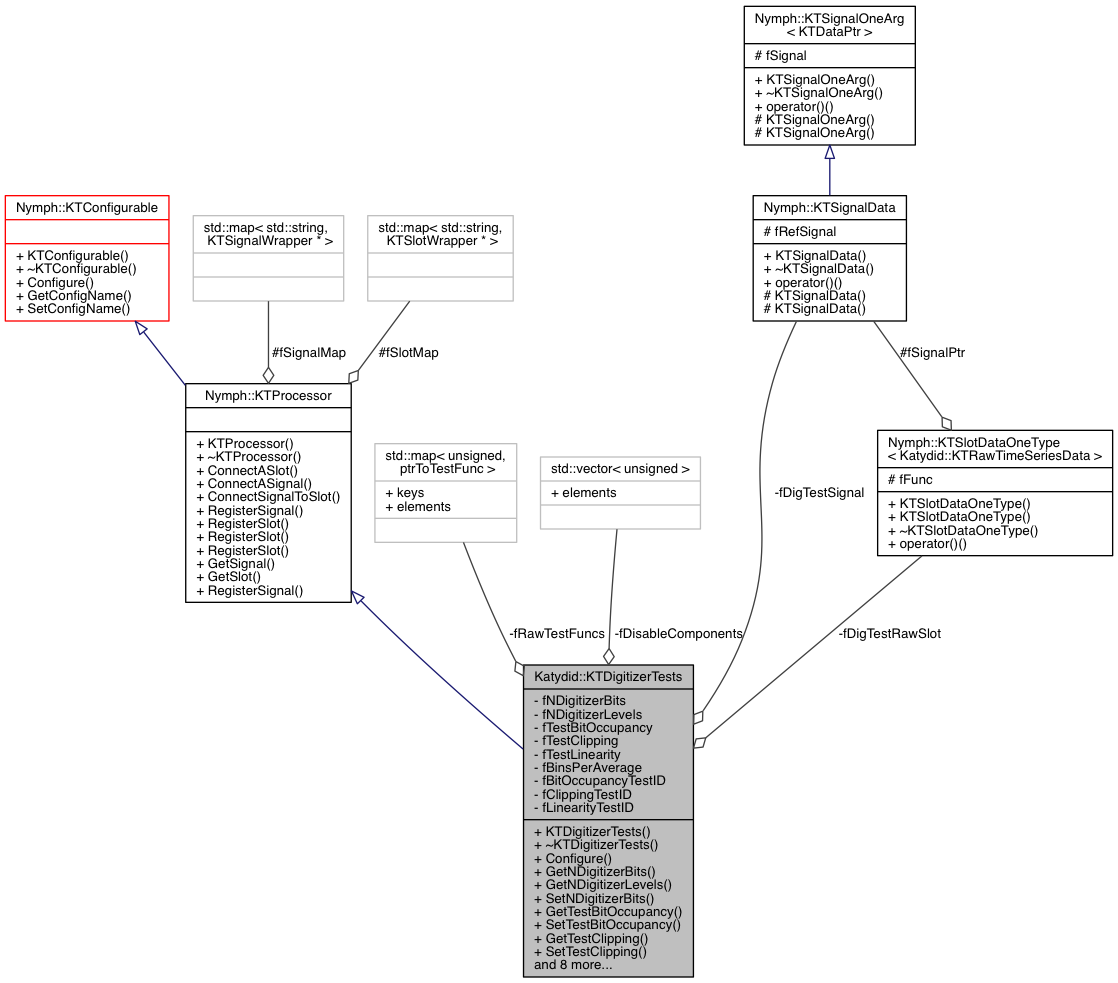 Nymph::KTSignalOneArg
< KTDataPtr >
# fSignal
+ KTSignalOneArg()
+ ~KTSignalOneArg()
+ operator()()
# KTSignalOneArg()
# KTSignalOneArg()
Nymph::KTConfigurable
+ KTConfigurable()
+ ~KTConfigurable()
+ Configure()
+ GetConfigName()
+ SetConfigName()
std::map< std::string,
KTSignalWrapper * >
std::map< std::string,
KTSlotWrapper * >
Nymph::KTSignalData
# fRefSignal
+ KTSignalData()
+ ~KTSignalData()
+ operator()()
# KTSignalData()
# KTSignalData()
#fSignalMap
#fSlotMap
#fSignalPtr
Nymph::KTProcessor
+ KTProcessor()
+ ~KTProcessor()
+ ConnectASlot()
+ ConnectASignal()
+ ConnectSignalToSlot()
+ RegisterSignal()
+ RegisterSlot()
+ RegisterSlot()
+ RegisterSlot()
+ GetSignal()
+ GetSlot()
+ RegisterSignal()
std::map< unsigned,
ptrToTestFunc >
+ keys
+ elements
std::vector< unsigned >
+ elements
-fDigTestSignal
Nymph::KTSlotDataOneType
< Katydid::KTRawTimeSeriesData >
# fFunc
+ KTSlotDataOneType()
+ KTSlotDataOneType()
+ ~KTSlotDataOneType()
+ operator()()
-fRawTestFuncs
-fDisableComponents
-fDigTestRawSlot
Katydid::KTDigitizerTests
- fNDigitizerBits
- fNDigitizerLevels
- fTestBitOccupancy
- fTestClipping
- fTestLinearity
- fBinsPerAverage
- fBitOccupancyTestID
- fClippingTestID
- fLinearityTestID
+ KTDigitizerTests()
+ ~KTDigitizerTests()
+ Configure()
+ GetNDigitizerBits()
+ GetNDigitizerLevels()
+ SetNDigitizerBits()
+ GetTestBitOccupancy()
+ SetTestBitOccupancy()
+ GetTestClipping()
+ SetTestClipping()
and 8 more...